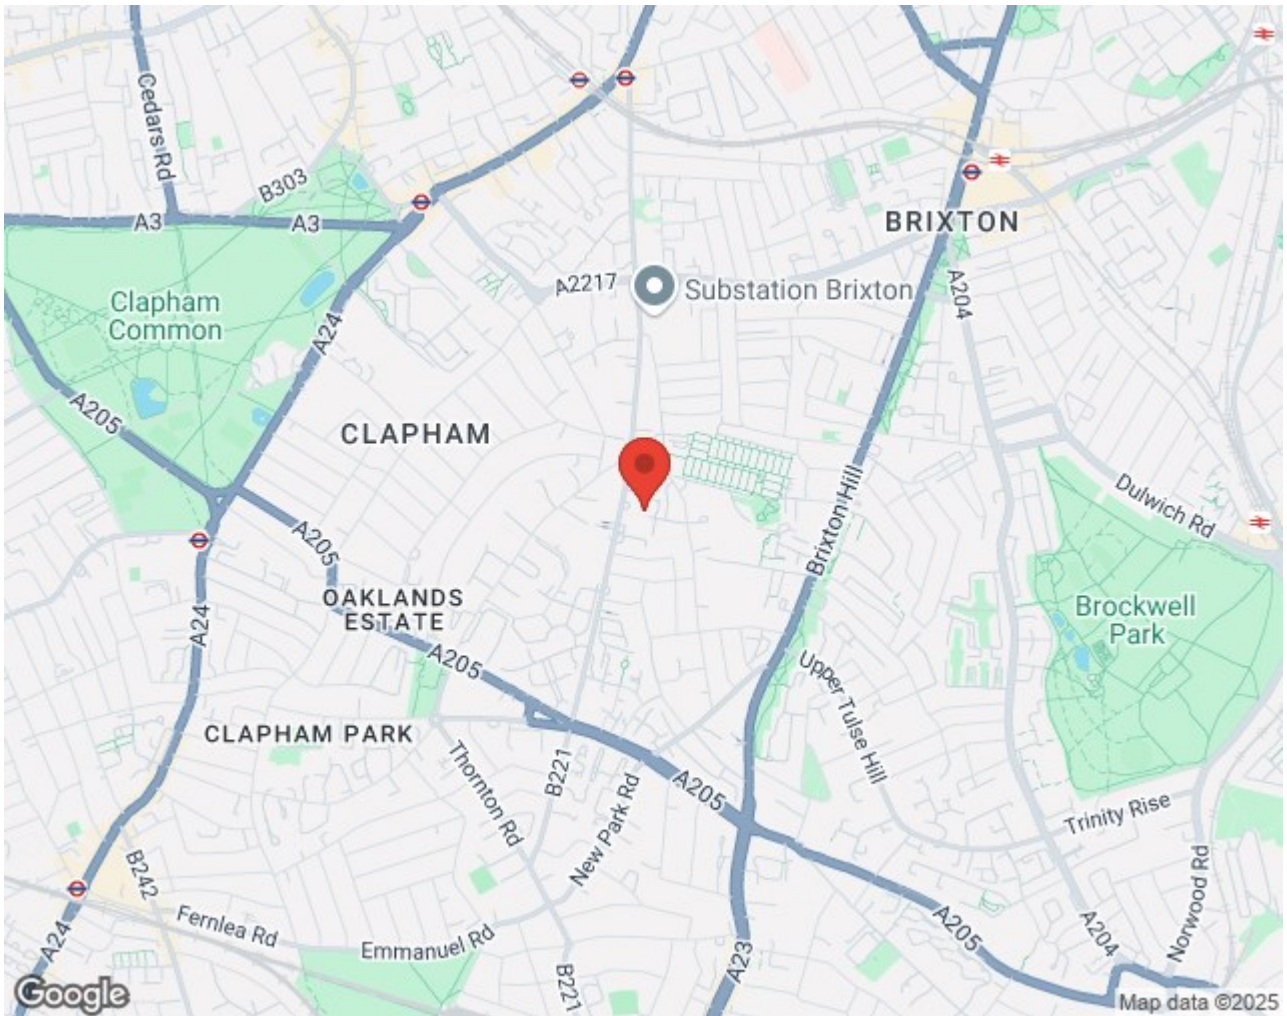 Cedars Rd
B303
A3
A3
BRIXTON
A2217
Substation Brixton
A204
Clapham
Common
A24
A205
CLAPHAM
Dulwich Rd
Brixton Hill
A205
OAKLANDS
ESTATE
A24
Brockwell
Park
A205
Upper Tulse Hill
CLAPHAM PARK
Thornton Rd
B221
New Park Rd
A205
Trinity Rise
B242
Norwood Rd
Fernlea Rd
Emmanuel Rd
A24
A205
A204
A23
B221
Google
Map data ©2025